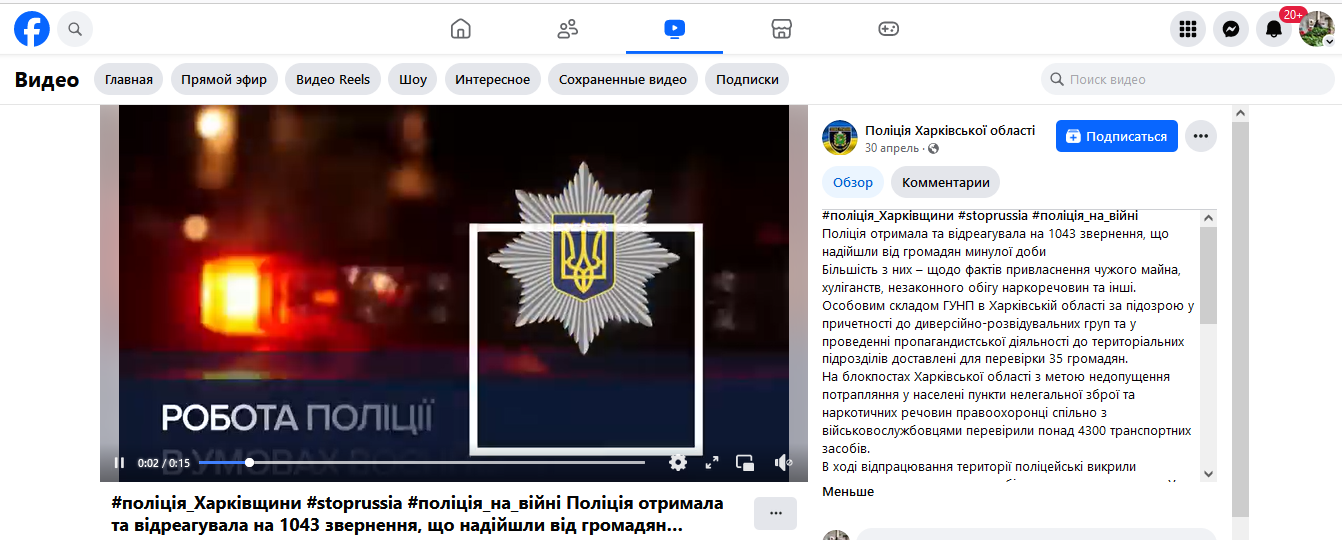 20+
Видео
Главная
Прямой эфир
Видео Reels
Шоу
Интересное
Сохраненные видео
Подписки
Поиск видео
РОБОТА ПОЛІЦІЇ
В УМОВАХ
0:02 / 0:15
#поліція_Харківщини #stoprussia #поліція_на_війні Поліція отримала
та відреагувала на 1043 звернення, що надійшли від громадян...
Поліція Харківської області
30 апрель ·
Подписаться
Обзор
Комментарии
#поліція_Харківщини #stoprussia #поліція_на_війні
Поліція отримала та відреагувала на 1043 звернення, що
надійшли від громадян минулої доби
Більшість з них – щодо фактів привласнення чужого майна,
хуліганств, незаконного обігу наркоречовин та інші.
Особовим складом ГУНП в Харківській області за підозрою у
причетності до диверсійно-розвідувальних груп та у
проведенні пропагандистської діяльності до територіальних
підрозділів доставлені для перевірки 35 громадян.
На блокпостах Харківської області з метою недопущення
потрапляння у населені пункти нелегальної зброї та
наркотичних речовин правоохоронці спільно з
військовослужбовцями перевірили понад 4300 транспортних
засобів.
В ході відпрацювання території поліцейські викрили
Меньше